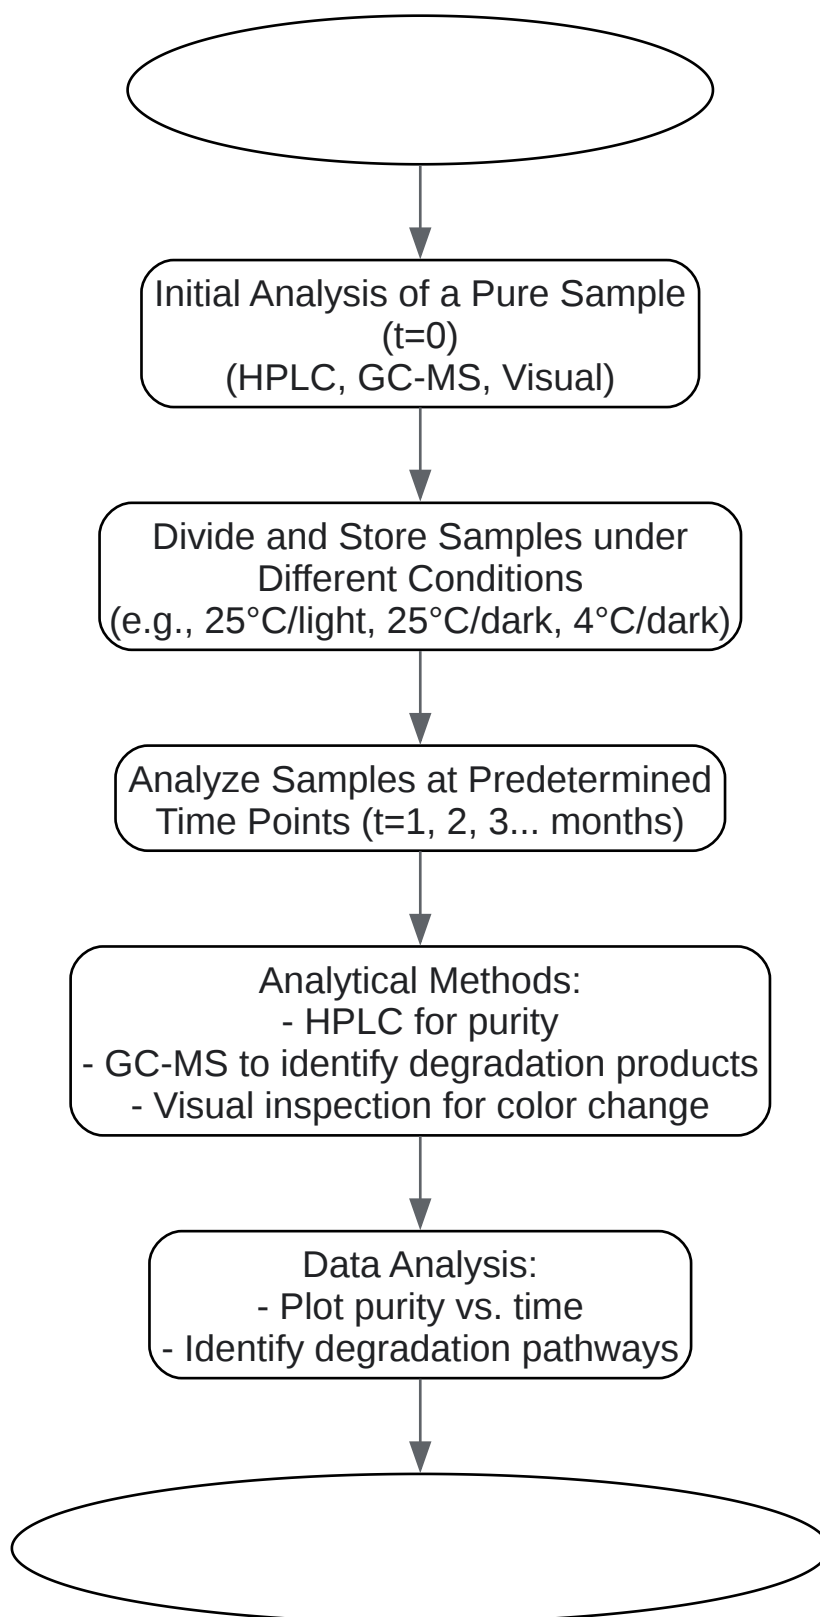 Initial Analysis of a Pure Sample
(t=0)
(HPLC, GC-MS, Visual)
Divide and Store Samples under
Different Conditions
(e.g., 25°C/light, 25°C/dark, 4°C/dark)
Analyze Samples at Predetermined
Time Points (t=1, 2, 3... months)
Analytical Methods:
- HPLC for purity
- GC-MS to identify degradation products
- Visual inspection for color change
Data Analysis:
- Plot purity vs. time
- Identify degradation pathways